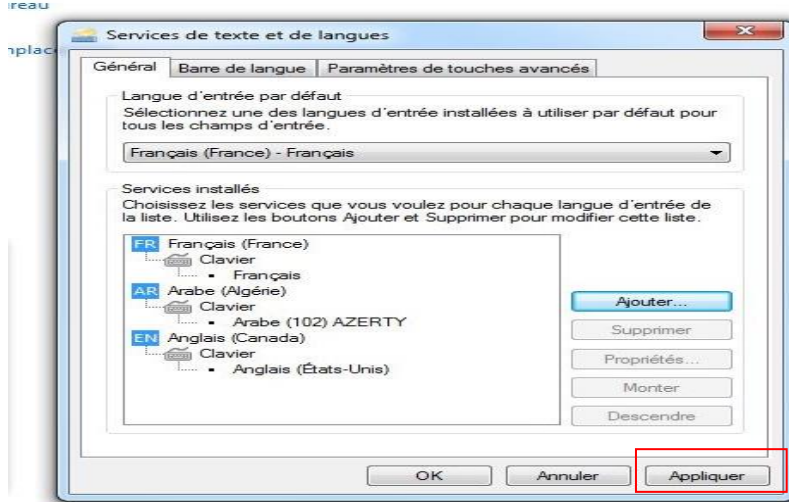 ireau
nplac
Services de texte et de langues
Général
Barre de langue
Paramètres de touches avancés
Langue d'entrée par défaut
Sélectionnez une des langues d'entrée installées à utiliser par défaut pour
tous les champs d'entrée.
Français (France) - Français
Services installés
Choisissez les services que vous voulez pour chaque langue d'entrée de
la liste. Utilisez les boutons Ajouter et Supprimer pour modifier cette liste.
FR Français (France)
Clavier
Français
AR Arabe (Algérie)
Clavier
Arabe (102) AZERTY
EN Anglais (Canada)
Clavier
Anglais (États-Unis)
Ajouter...
Supprimer
Propriétés...
Monter
Descendre
OK
Annuler
Appliquer